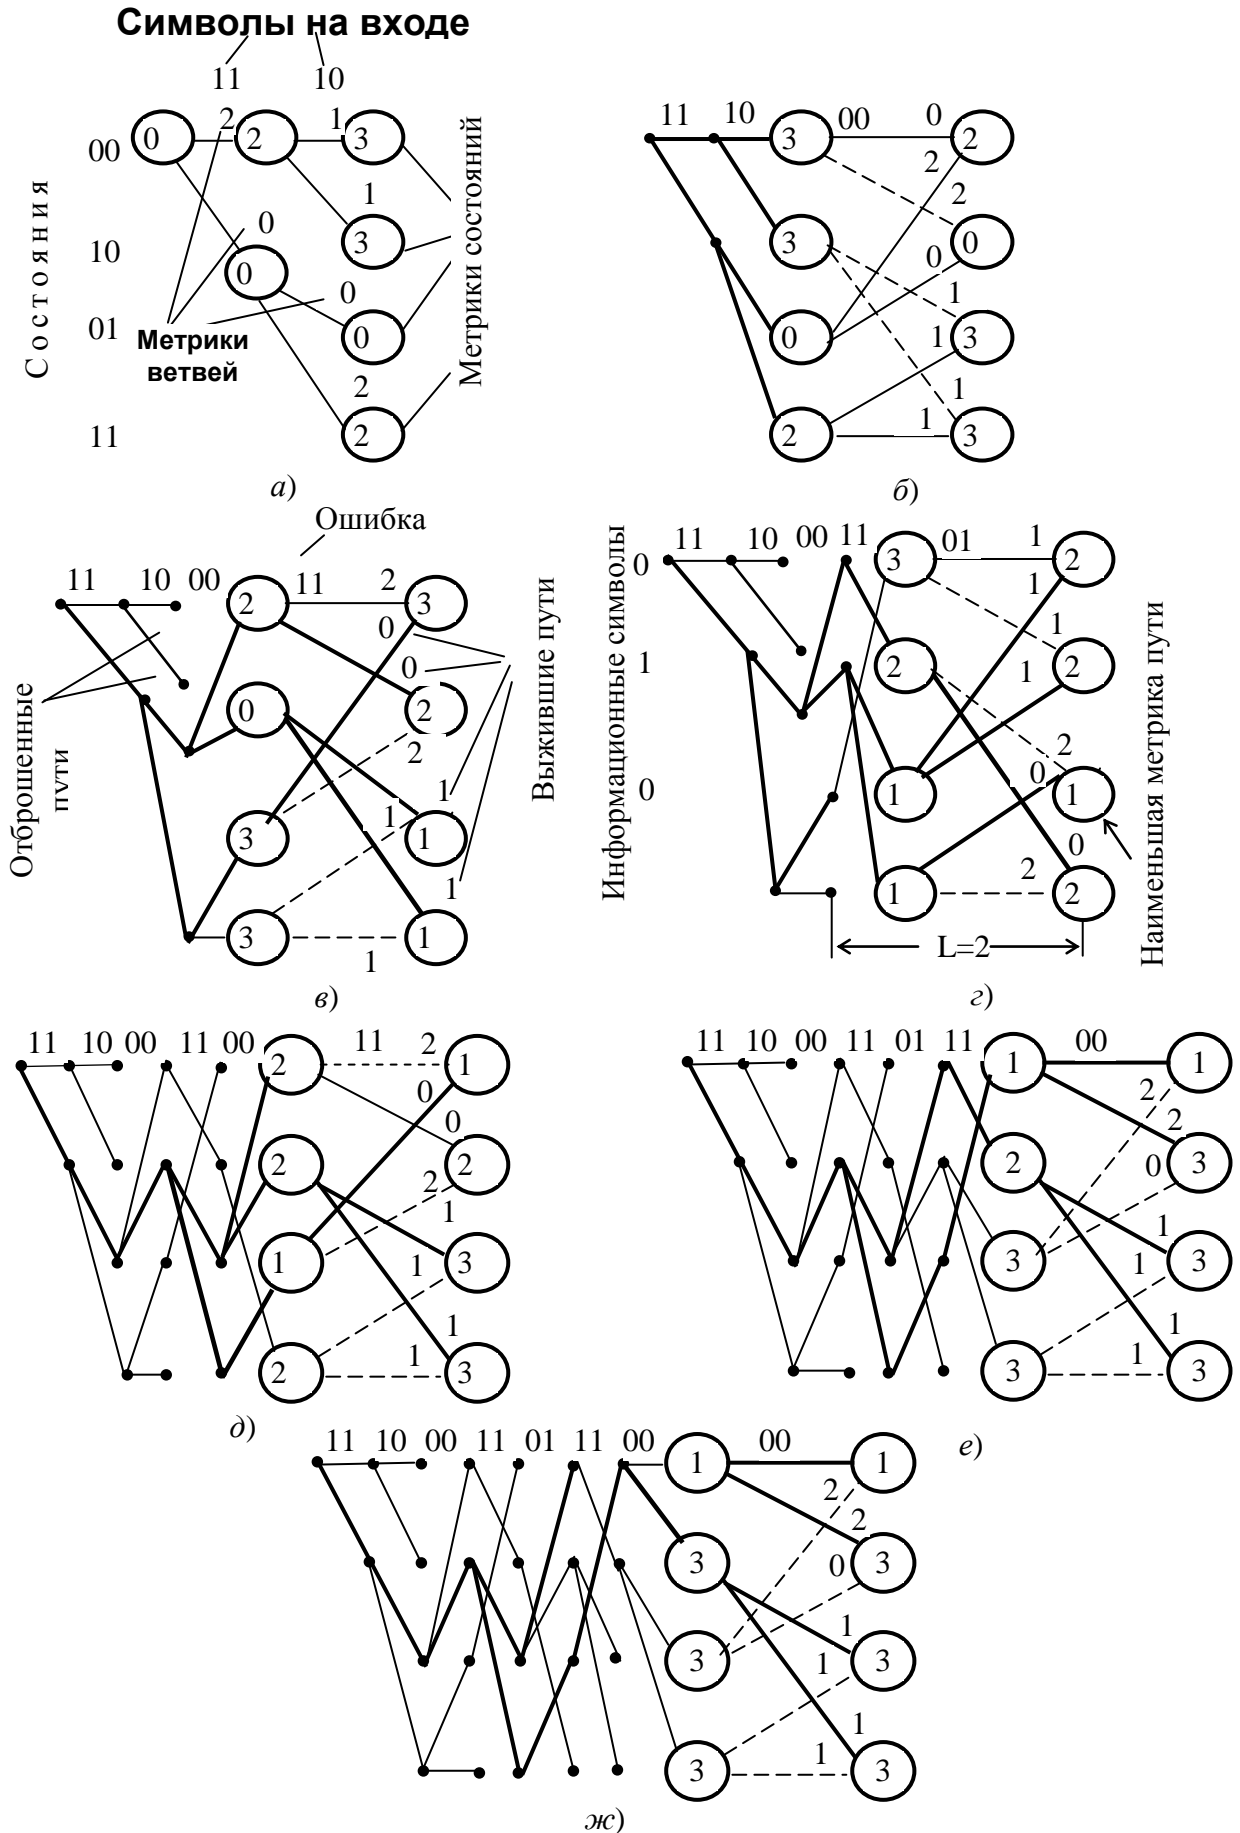 Символы на входе
11 10
00 0 2 2 1 3
1
10 0 0 3
01 0 0
2
11 2
Состояния
Метрики
ветвей
Метрики состояний
а)
11 10 3 00 0 2
2
2
3 0 0
1
0 1 3
1
2 1 3
б)
Ошибка
11 10 00 2 11 2 3
0
0
0 2
2
1
3 1 1
1
3 1 1
Отброшенные
пути
Выжившие пути
в)
Информационные символы
0 11 10 00 11 3 01 1 2
1
1
1 2 1 2
2
0 1 0 1
0
1 2 2
L=2
Наименьшая метрика пути
г)
11 10 00 11 00 2 11 2 1
0
0
2 2
2
1
1 1 3
1
2 1 3
д)
11 10 00 11 01 11 1 00 1
2
2
2 0 3
1
3 1 3
1
3 1 3
е)
11 10 00 11 01 11 00 1 00 1
2
2
3 0 3
1
3 1 3
1
3 1 3
ж)